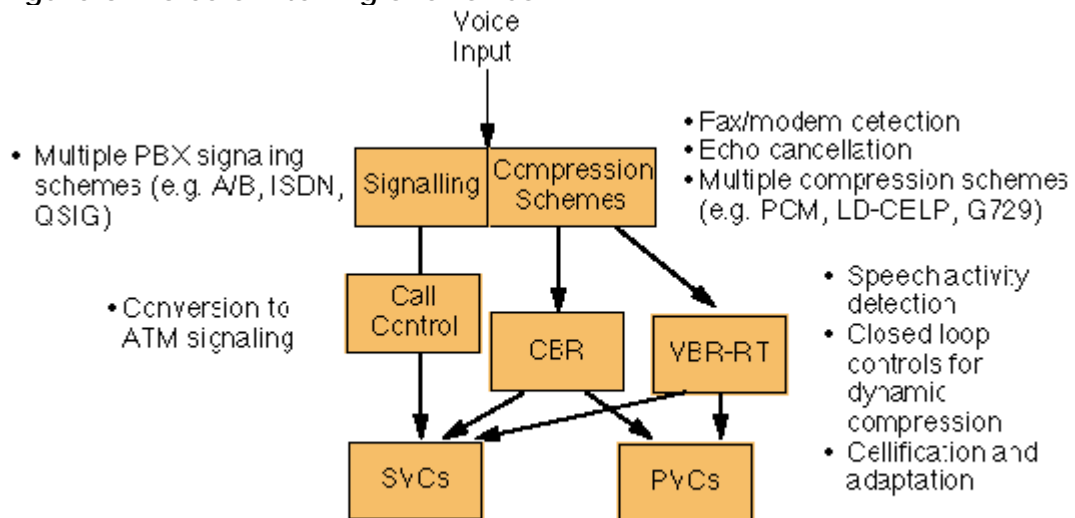 Voice
Input
• Fax/modem cetection
• Echo cancellation
• Multiple compression schemes
(e.g. PCM, LD-CELP, G729)
• Multiple PBX signaling
schemes (e.g. A/B, ISDN,
QSIG)
Signalling
Compression
Schemes
• Conversion to
ATM signaling
Call
Control
CBR
VBR-RT
• Speech activity
detection
• Closed loop
controls for
dynamic
compression
• Cellification and
adaptation
SVCs
PVCs